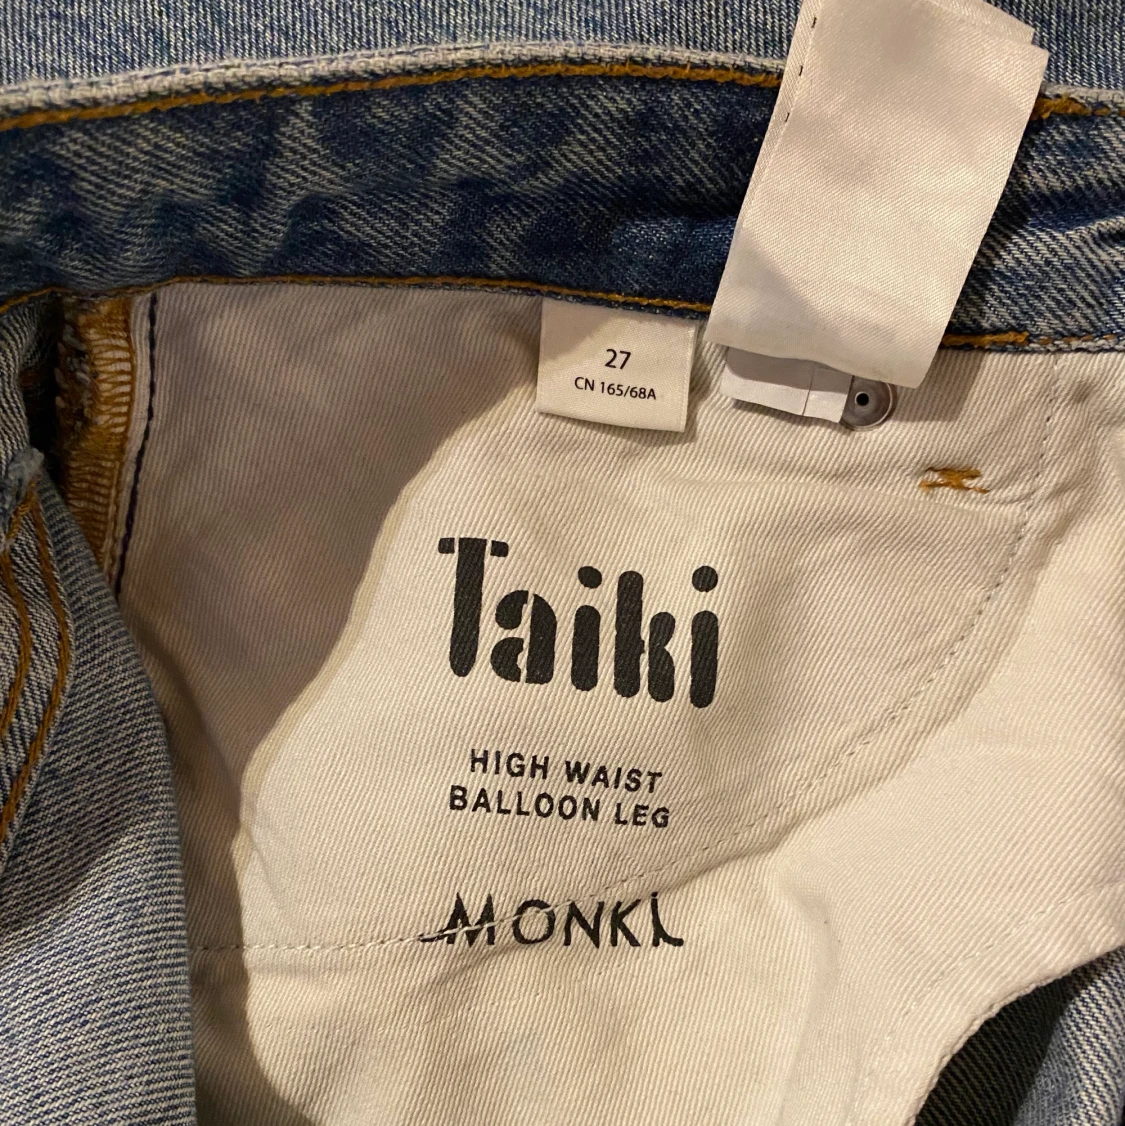 27
CN 165/68A
Taiki
HIGH WAIST
BALLOON LEG
MONKI